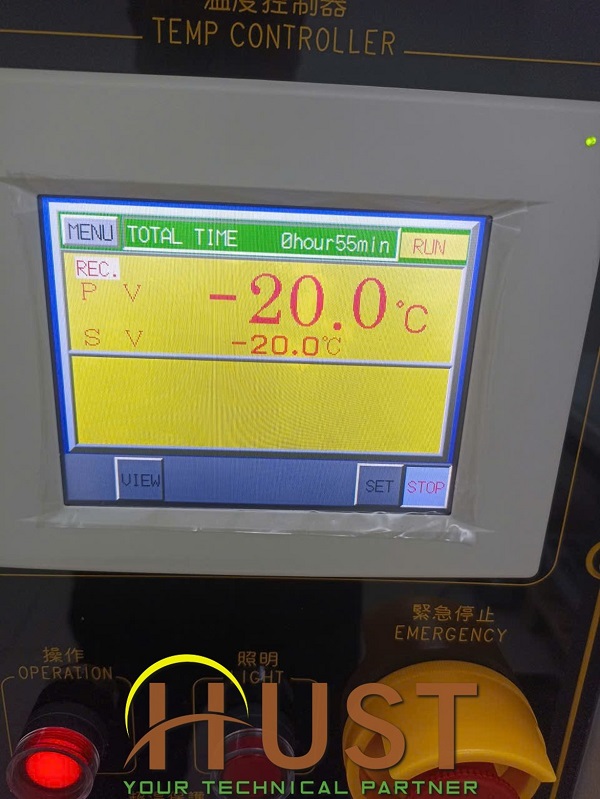 溫度控制器
TEMP CONTROLLER
MENU TOTAL TIME 0hour55min RUN
REC.
P V -20.0℃
S V -20.0℃
VIEW SET STOP
緊急停止
EMERGENCY
操作 照明
OPERATION
HUST
YOUR TECHNICAL PARTNER